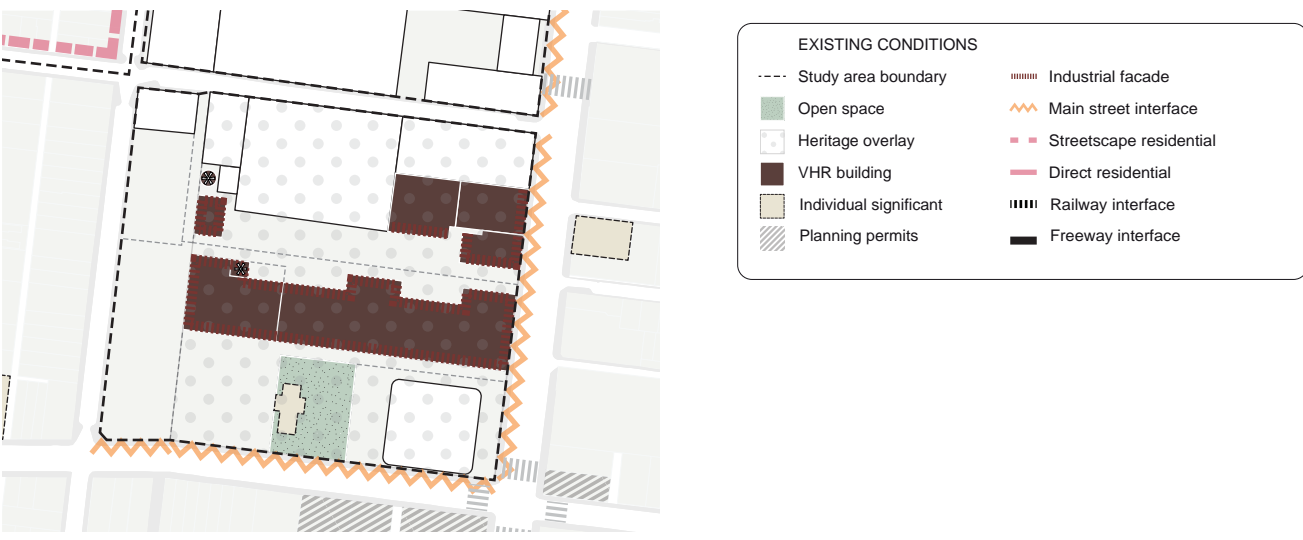 EXISTING CONDITIONS
Study area boundary
Open space
Heritage overlay
VHR building
Individual significant
Planning permits
Industrial facade
Main street interface
Streetscape residential
Direct residential
Railway interface
Freeway interface